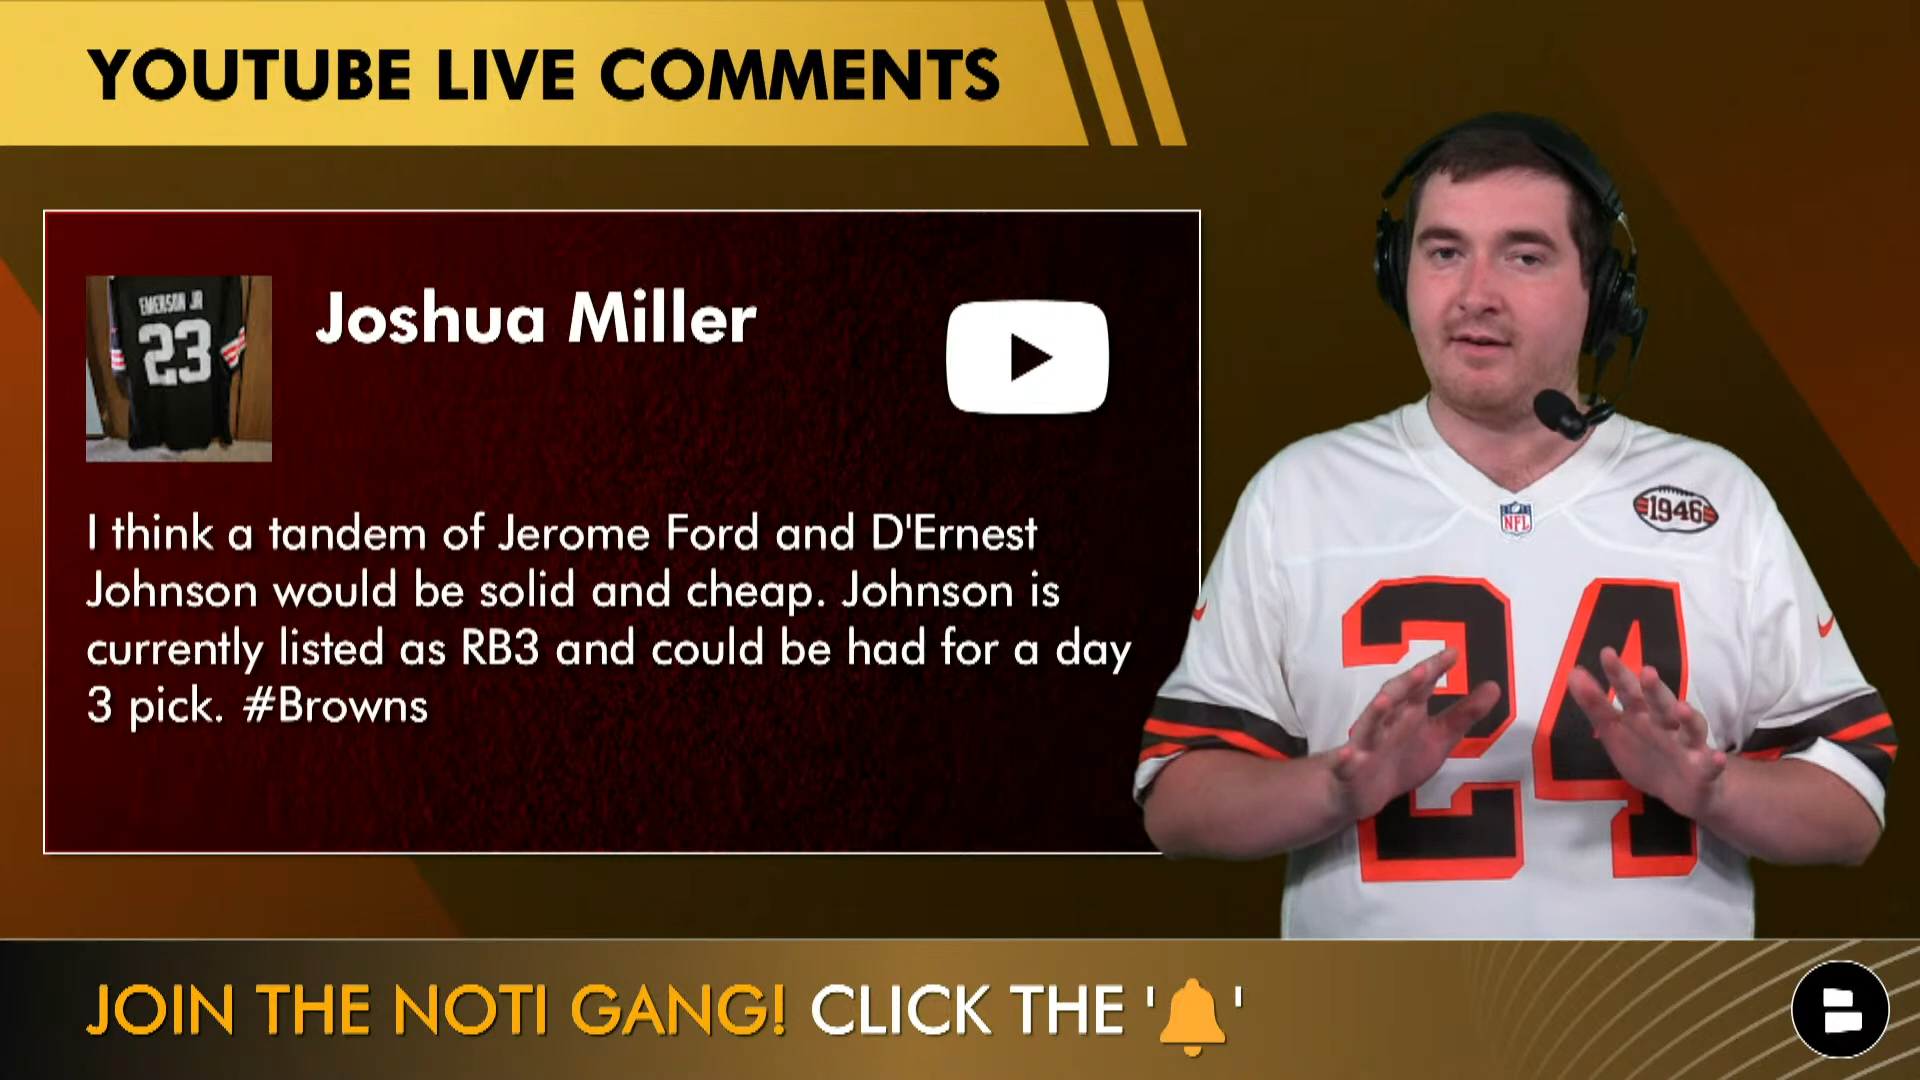 YOUTUBE LIVE COMMENTS
EMERSON JR
23
Joshua Miller
I think a tandem of Jerome Ford and D'Ernest
Johnson would be solid and cheap. Johnson is
currently listed as RB3 and could be had for a day
3 pick. #Browns
NFL
1946
24
JOIN THE NOTI GANG! CLICK THE ' '